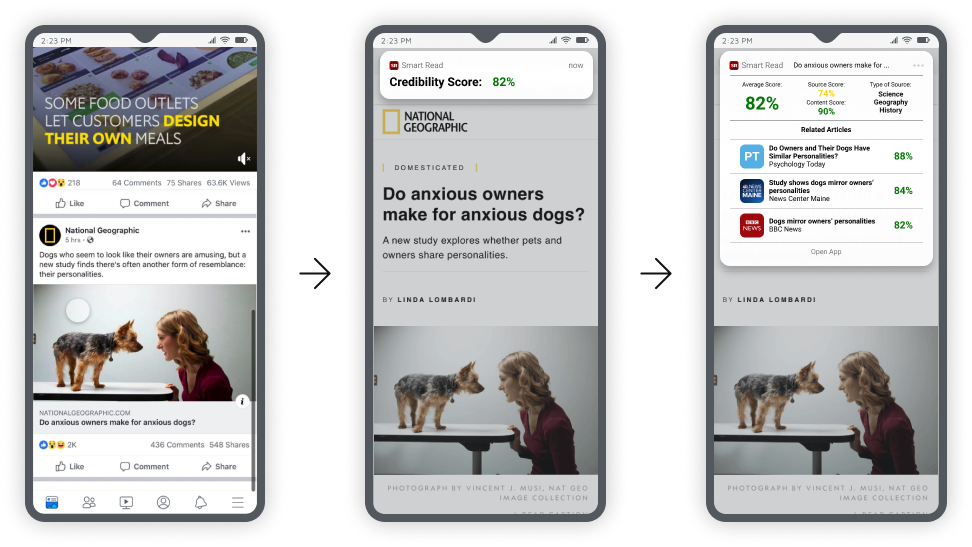 2:23 PM
SOME FOOD OUTLETS
LET CUSTOMERS DESIGN
THEIR OWN MEALS
218 64 Comments 75 Shares 63.6K Views
Like Comment Share
National Geographic
5 hrs ·
Dogs who seem to look like their owners are amusing, but a
new study finds there's often another form of resemblance:
their personalities.
i
NATIONALGEOGRAPHIC.COM
Do anxious owners make for anxious dogs?
2K 436 Comments 548 Shares
Like Comment Share
2:23 PM
SR Smart Read now
Credibility Score: 82%
NATIONAL
GEOGRAPHIC
DOMESTICATED
Do anxious owners
make for anxious dogs?
A new study explores whether pets and
owners share personalities.
BY LINDA LOMBARDI
PHOTOGRAPH BY VINCENT J. MUSI, NAT GEO
IMAGE COLLECTION
2:23 PM
SR Smart Read Do anxious owners make for ...
Average Score: Source Score: Type of Source:
82% 74% Science
Content Score: Geography
90% History
Related Articles
PT Do Owners and Their Dogs Have
Similar Personalities? 88%
Psychology Today
NEWS
CENTER
MAINE
Study shows dogs mirror owners'
personalities 84%
News Center Maine
BBC
NEWS
Dogs mirror owners' personalities 82%
BBC News
Open App
BY LINDA LOMBARDI
PHOTOGRAPH BY VINCENT J. MUSI, NAT GEO
IMAGE COLLECTION